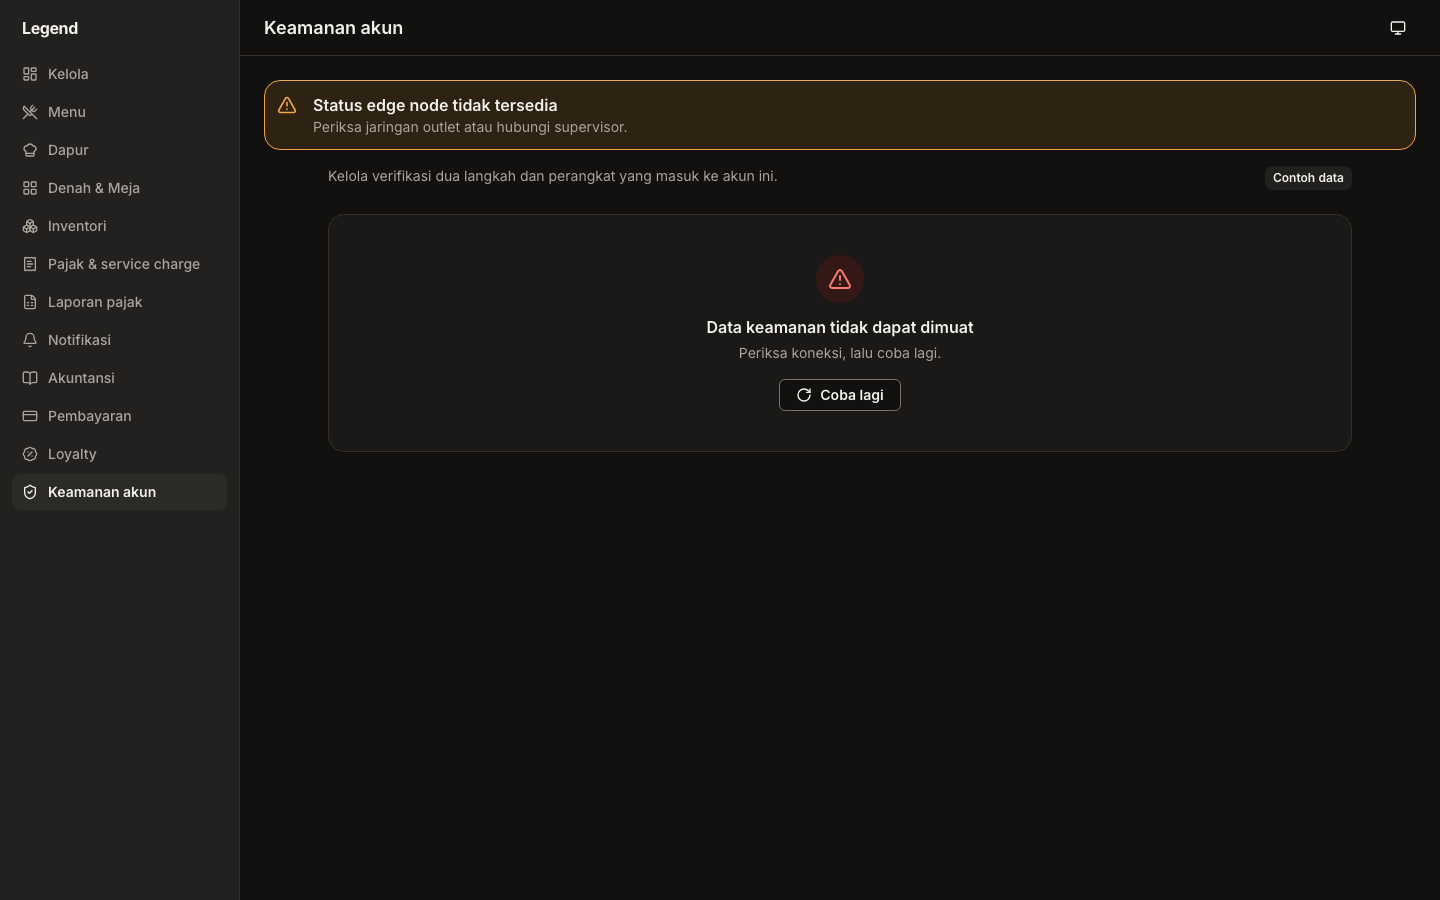 Legend
Kelola
Menu
Dapur
Denah & Meja
Inventori
Pajak & service charge
Laporan pajak
Notifikasi
Akuntansi
Pembayaran
Loyalty
Keamanan akun
Keamanan akun
Status edge node tidak tersedia
Periksa jaringan outlet atau hubungi supervisor.
Kelola verifikasi dua langkah dan perangkat yang masuk ke akun ini.
Contoh data
Data keamanan tidak dapat dimuat
Periksa koneksi, lalu coba lagi.
Coba lagi